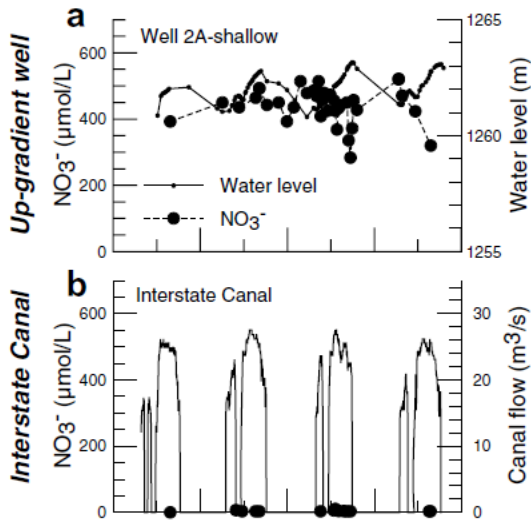 a
Well 2A-shallow
Up-gradient well
NO3- (μmol/L)
600
400
200
0
Water level
NO3-
1265
1260
1255
Water level (m)
b
Interstate Canal
Interstate Canal
NO3- (μmol/L)
600
400
200
0
30
20
10
0
Canal flow (m3/s)